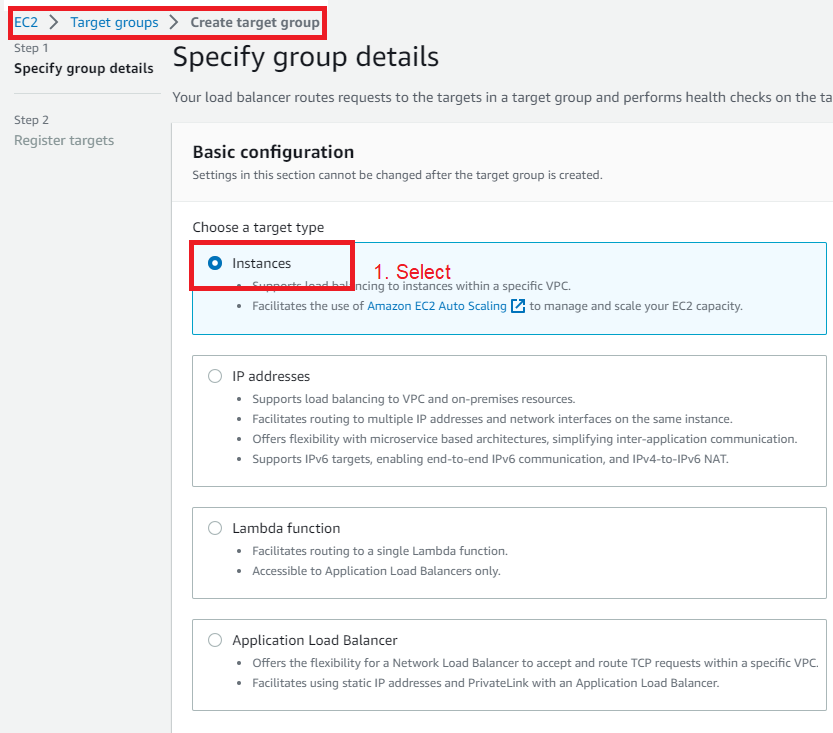 EC2 > Target groups > Create target group
Step 1
Specify group details
Step 2
Register targets
Specify group details
Your load balancer routes requests to the targets in a target group and performs health checks on the ta
Basic configuration
Settings in this section cannot be changed after the target group is created.
Choose a target type
Instances
1. Select
• Supports load balancing to instances within a specific VPC.
• Facilitates the use of Amazon EC2 Auto Scaling to manage and scale your EC2 capacity.
IP addresses
• Supports load balancing to VPC and on-premises resources.
• Facilitates routing to multiple IP addresses and network interfaces on the same instance.
• Offers flexibility with microservice based architectures, simplifying inter-application communication.
• Supports IPv6 targets, enabling end-to-end IPv6 communication, and IPv4-to-IPv6 NAT.
Lambda function
• Facilitates routing to a single Lambda function.
• Accessible to Application Load Balancers only.
Application Load Balancer
• Offers the flexibility for a Network Load Balancer to accept and route TCP requests within a specific VPC.
• Facilitates using static IP addresses and PrivateLink with an Application Load Balancer.